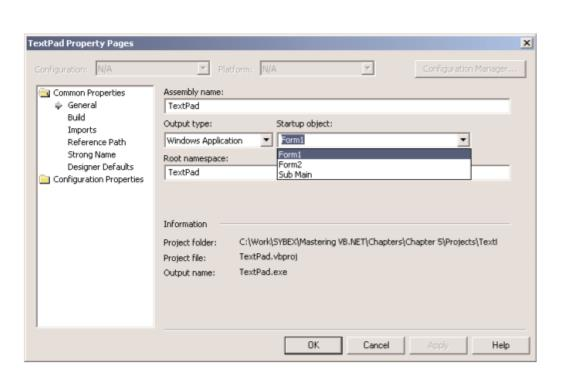 TextPad Property Pages
Configuration: N/A Platform: N/A Configuration Manager...
Common Properties
General
Build
Imports
Reference Path
Strong Name
Designer Defaults
Configuration Properties
Assembly name:
TextPad
Output type: Startup object:
Windows Application Form1
Form1
Form2
Sub Main
Root namespace:
TextPad
Information
Project folder: C:\Work\SYBEX\Mastering VB.NET\Chapters\Chapter 5\Projects\Text
Project file: TextPad.vbproj
Output name: TextPad.exe
OK Cancel Apply Help